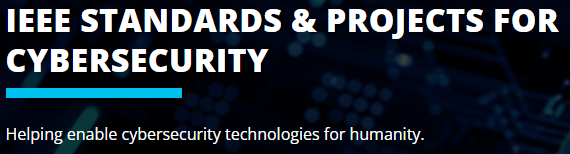 IEEE STANDARDS & PROJECTS FOR
CYBERSECURITY
Helping enable cybersecurity technologies for humanity.